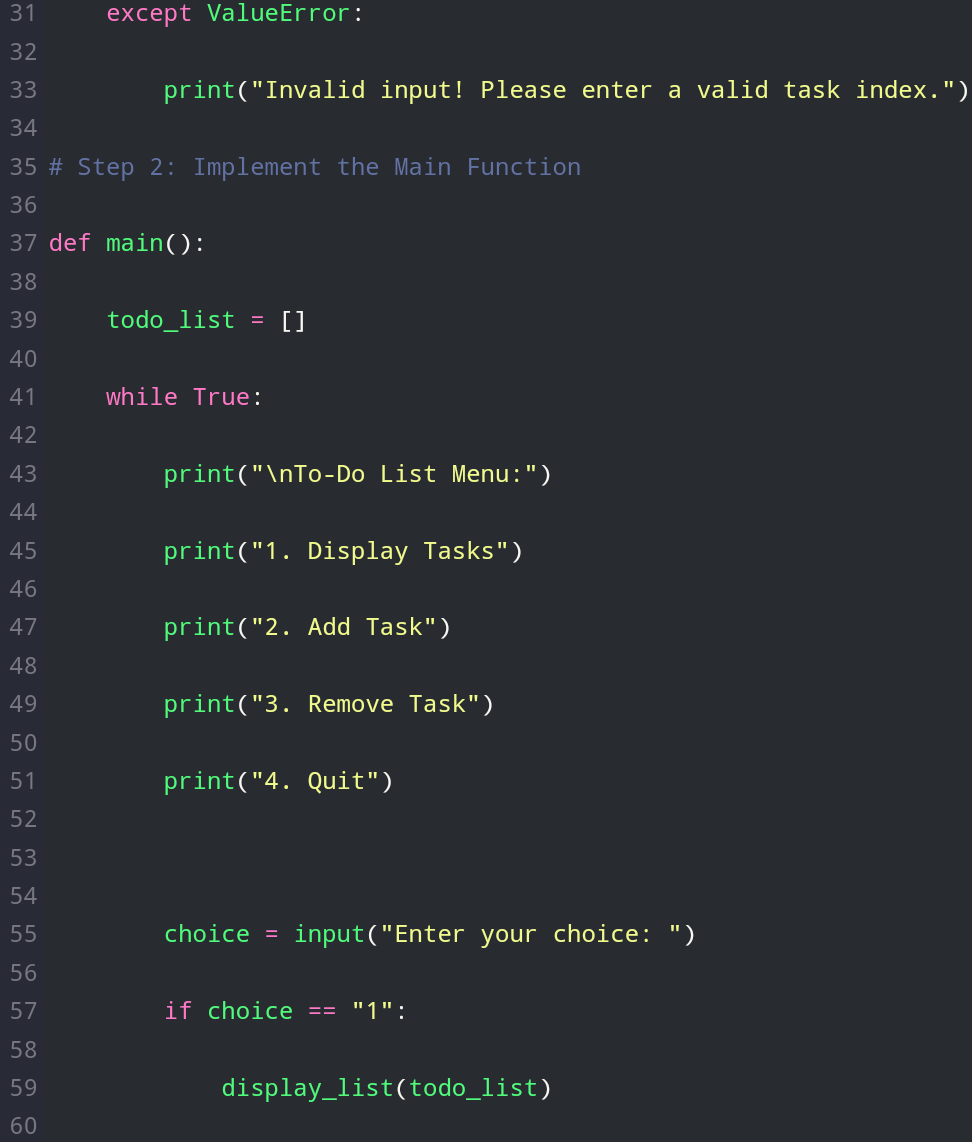 31     except ValueError:
32
33         print("Invalid input! Please enter a valid task index.")
34
35 # Step 2: Implement the Main Function
36
37 def main():
38
39     todo_list = []
40
41     while True:
42
43         print("\nTo-Do List Menu:")
44
45         print("1. Display Tasks")
46
47         print("2. Add Task")
48
49         print("3. Remove Task")
50
51         print("4. Quit")
52
53
54
55         choice = input("Enter your choice: ")
56
57         if choice == "1":
58
59             display_list(todo_list)
60